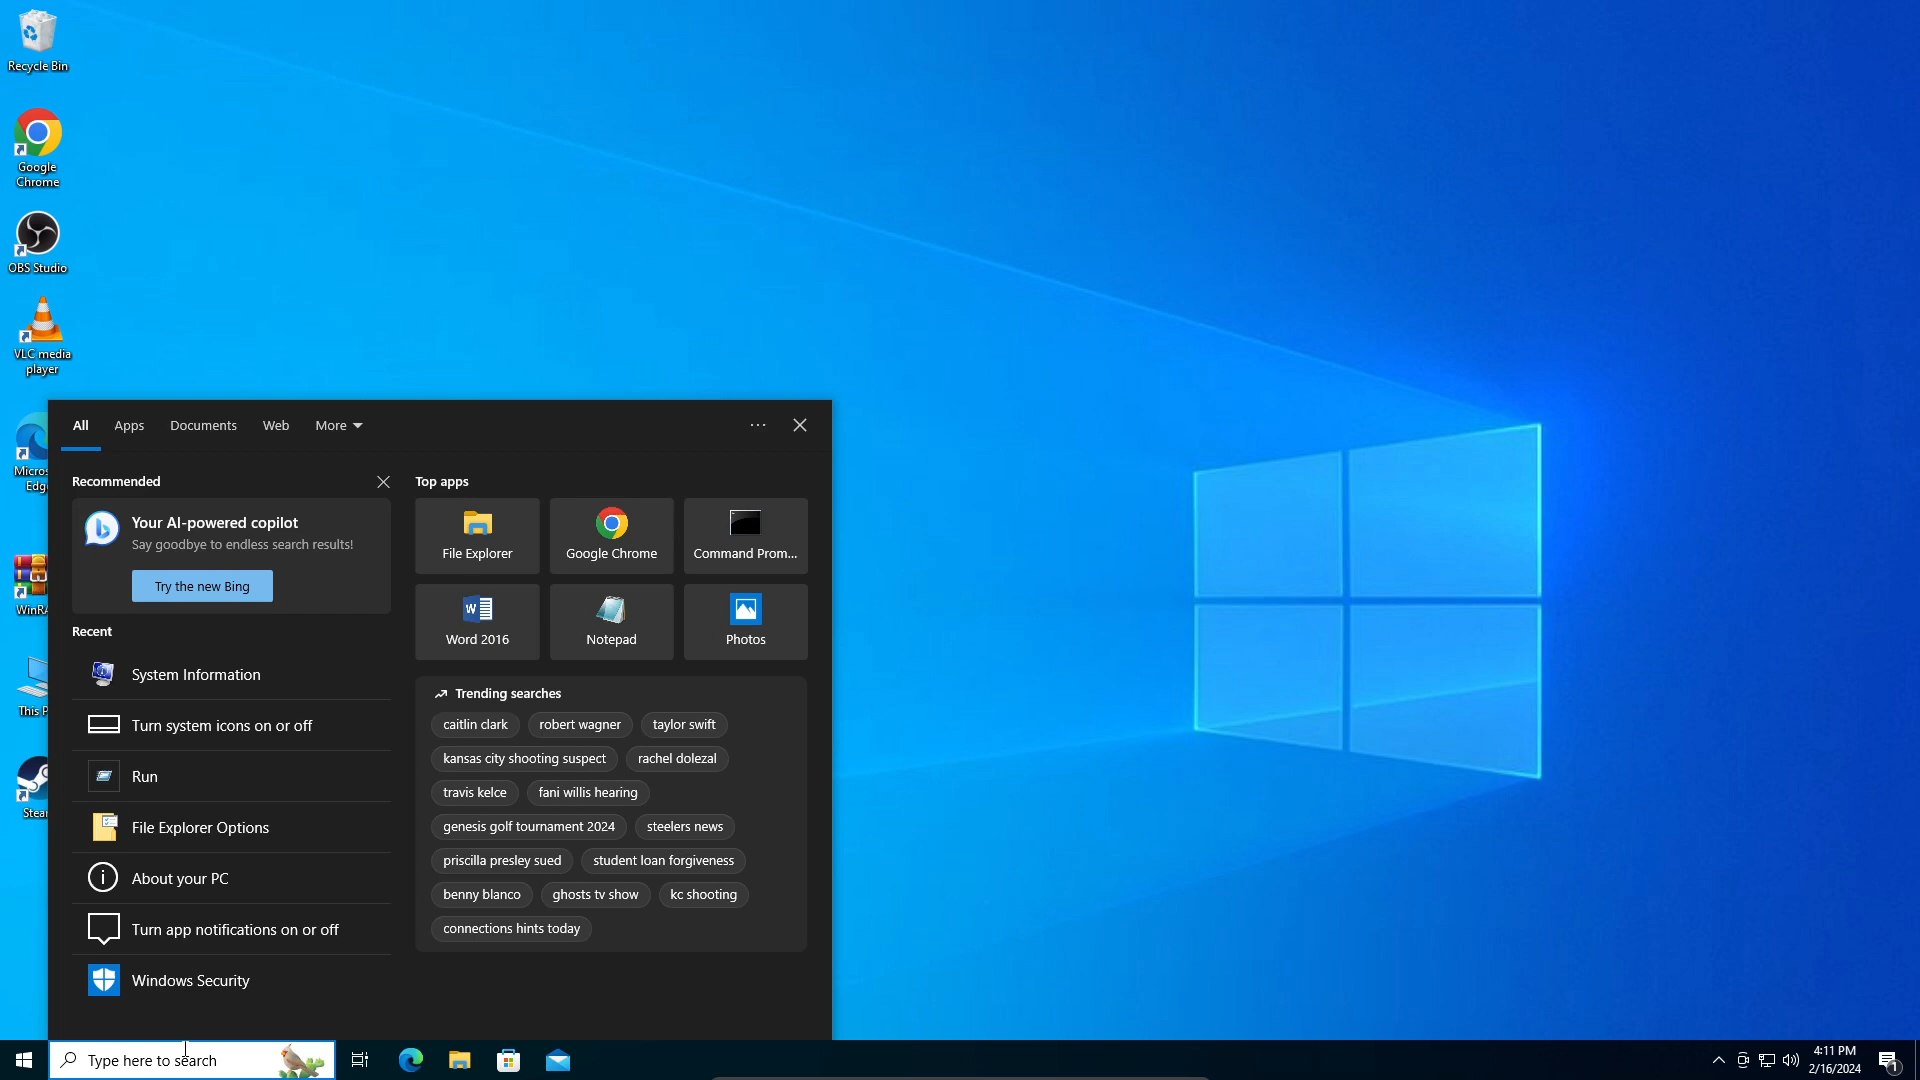 Recycle Bin
Google
Chrome
OBS Studio
VLC media
player
All
Apps
Documents
Web
More
Recommended
Your AI-powered copilot
Say goodbye to endless search results!
Try the new Bing
Recent
System Information
Turn system icons on or off
Run
File Explorer Options
About your PC
Turn app notifications on or off
Windows Security
Top apps
File Explorer
Google Chrome
Command Prom...
Word 2016
Notepad
Photos
Trending searches
caitlin clark
robert wagner
taylor swift
kansas city shooting suspect
rachel dolezal
travis kelce
fani willis hearing
genesis golf tournament 2024
steelers news
priscilla presley sued
student loan forgiveness
benny blanco
ghosts tv show
kc shooting
connections hints today
Micros
Edg
WinRA
This P
Stea
Type here to search
4:11 PM
2/16/2024
1